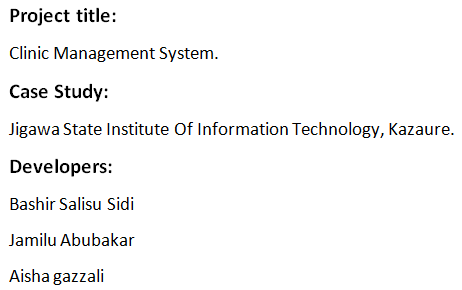 Project title:
Clinic Management System.
Case Study:
Jigawa State Institute Of Information Technology, Kazaure.
Developers:
Bashir Salisu Sidi
Jamilu Abubakar
Aisha gazzali